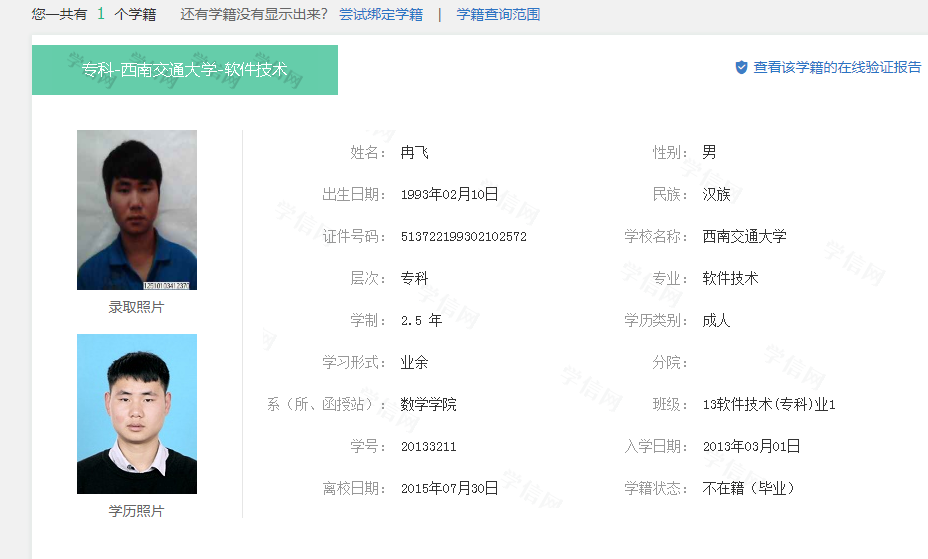 您一共有 1 个学籍 还有学籍没有显示出来？ 尝试绑定学籍 | 学籍查询范围
专科-西南交通大学-软件技术
查看该学籍的在线验证报告
12510103412370
录取照片
学历照片
姓名： 冉飞 性别： 男
出生日期： 1993年02月10日 民族： 汉族
证件号码： 513722199302102572 学校名称： 西南交通大学
层次： 专科 专业： 软件技术
学制： 2.5 年 学历类别： 成人
学习形式： 业余 分院：
系（所、函授站）： 数学学院 班级： 13软件技术(专科)业1
学号： 20133211 入学日期： 2013年03月01日
离校日期： 2015年07月30日 学籍状态： 不在籍（毕业）
学信网